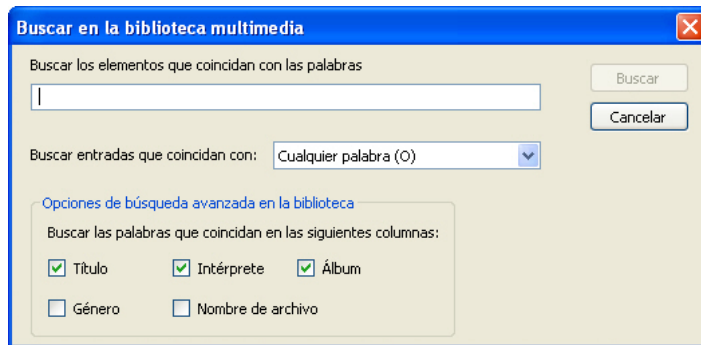 Buscar en la biblioteca multimedia
Buscar los elementos que coincidan con las palabras
Buscar
Cancelar
Buscar entradas que coincidan con: Cualquier palabra (O)
Opciones de búsqueda avanzada en la biblioteca
Buscar las palabras que coincidan en las siguientes columnas:
Título Intérprete Álbum
Género Nombre de archivo